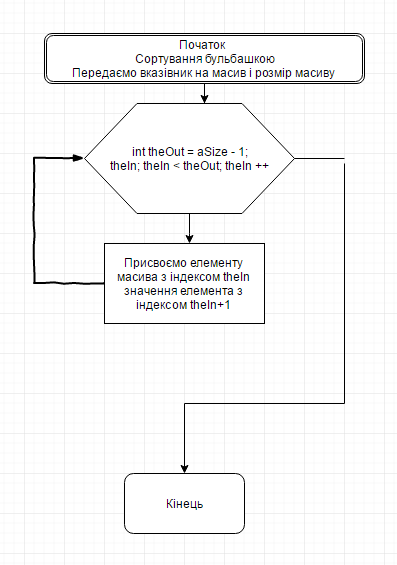 Початок
Сортування бульбашкою
Передаємо вказівник на масив і розмір масиву
int theOut = aSize - 1;
theIn; theIn < theOut; theIn ++
Присвоємо елементу
масива з індексом theIn
значення елемента з
індексом theIn+1
Кінець